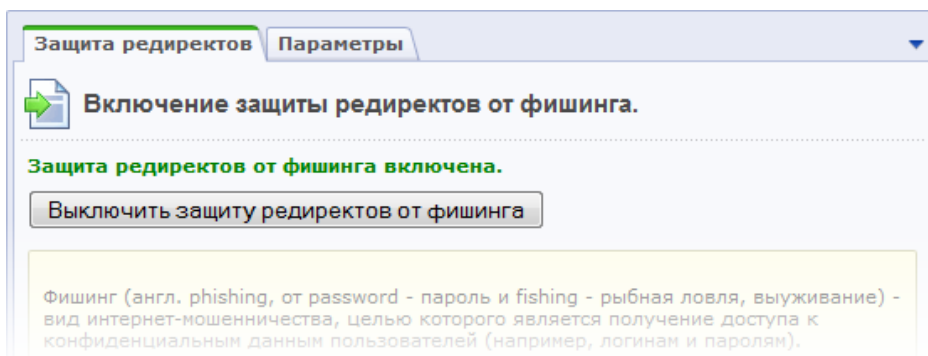 Защита редиректов Параметры
Включение защиты редиректов от фишинга.
Защита редиректов от фишинга включена.
Выключить защиту редиректов от фишинга
Фишинг (англ. phishing, от password - пароль и fishing - рыбная ловля, выуживание) -
вид интернет-мошенничества, целью которого является получение доступа к
конфиденциальным данным пользователей (например, логинам и паролям).